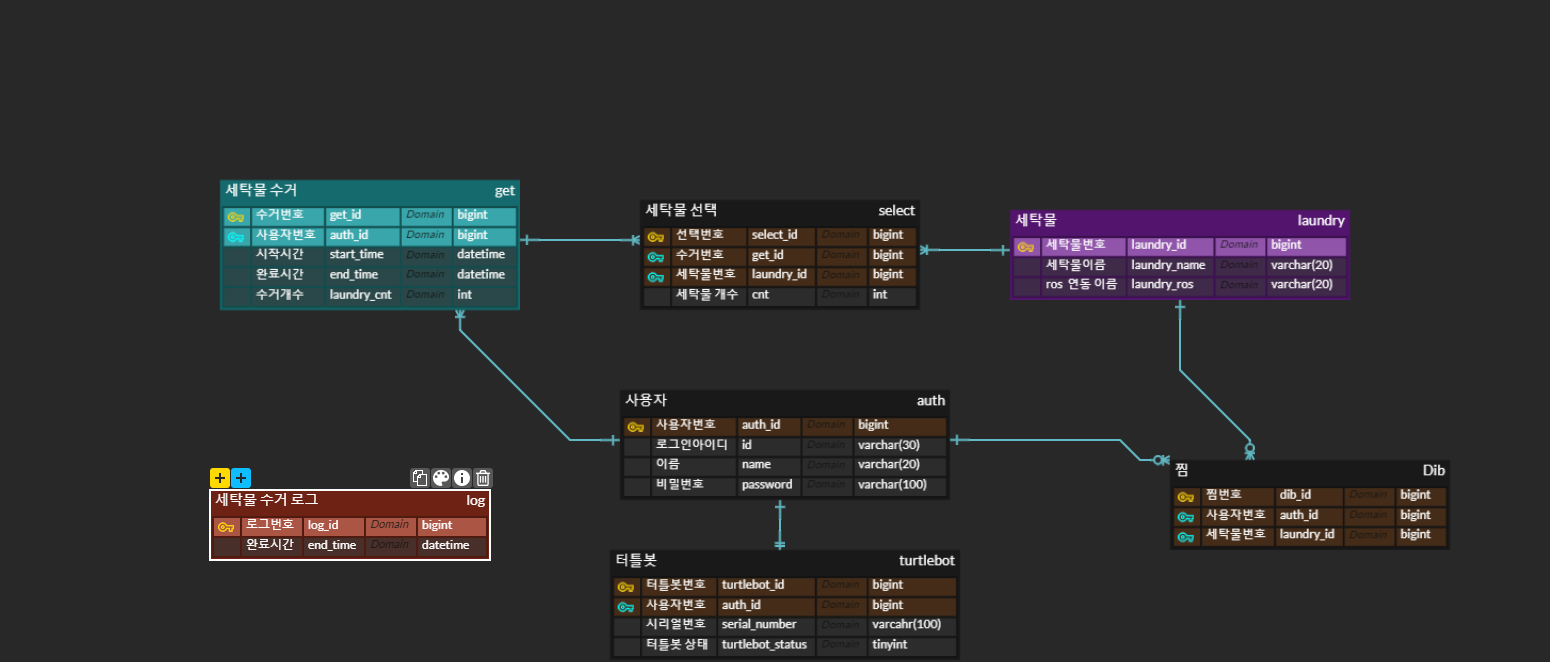 세탁물 수거 get
수거번호 get_id Domain bigint
사용자번호 auth_id Domain bigint
시작시간 start_time Domain datetime
완료시간 end_time Domain datetime
수거개수 laundry_cnt Domain int
세탁물 선택 select
선택번호 select_id Domain bigint
수거번호 get_id Domain bigint
세탁물번호 laundry_id Domain bigint
세탁물 개수 cnt Domain int
세탁물 laundry
세탁물번호 laundry_id Domain bigint
세탁물이름 laundry_name Domain varchar(20)
ros 연동 이름 laundry_ros Domain varchar(20)
사용자 auth
사용자번호 auth_id Domain bigint
로그인아이디 id Domain varchar(30)
이름 name Domain varchar(20)
비밀번호 password Domain varchar(100)
세탁물 수거 로그 log
로그번호 log_id Domain bigint
완료시간 end_time Domain datetime
찜 Dib
찜번호 dib_id Domain bigint
사용자번호 auth_id Domain bigint
세탁물번호 laundry_id Domain bigint
터틀봇 turtlebot
터틀봇번호 turtlebot_id Domain bigint
사용자번호 auth_id Domain bigint
시리얼번호 serial_number Domain varcahr(100)
터틀봇 상태 turtlebot_status Domain tinyint